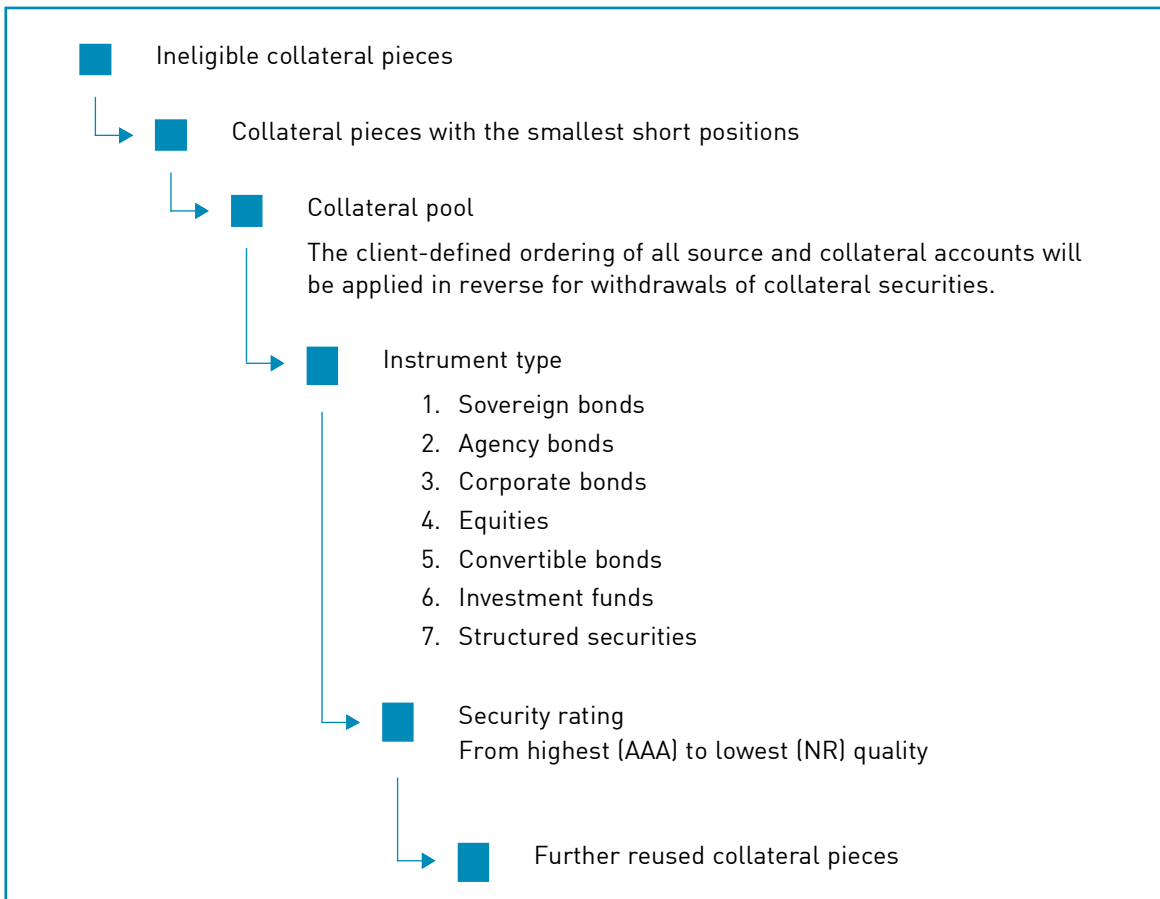 Ineligible collateral pieces
Collateral pieces with the smallest short positions
Collateral pool
The client-defined ordering of all source and collateral accounts will
be applied in reverse for withdrawals of collateral securities.
Instrument type
1. Sovereign bonds
2. Agency bonds
3. Corporate bonds
4. Equities
5. Convertible bonds
6. Investment funds
7. Structured securities
Security rating
From highest (AAA) to lowest (NR) quality
Further reused collateral pieces